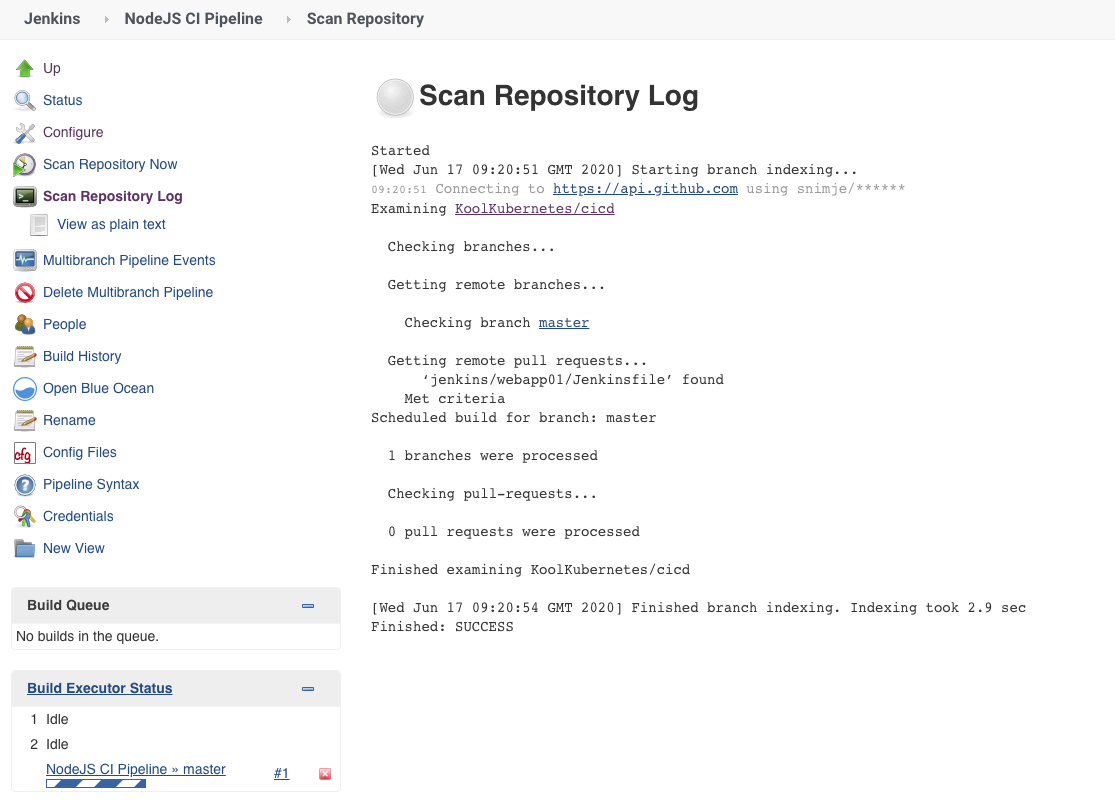 Jenkins NodeJS CI Pipeline Scan Repository
Up
Status
Configure
Scan Repository Now
Scan Repository Log
View as plain text
Multibranch Pipeline Events
Delete Multibranch Pipeline
People
Build History
Open Blue Ocean
Rename
cfg Config Files
Pipeline Syntax
Credentials
New View
Build Queue
No builds in the queue.
Build Executor Status
1 Idle
2 Idle
NodeJS CI Pipeline » master #1
Scan Repository Log
Started
[Wed Jun 17 09:20:51 GMT 2020] Starting branch indexing...
09:20:51 Connecting to https://api.github.com using snimje/******
Examining KoolKubernetes/cicd
Checking branches...
Getting remote branches...
Checking branch master
Getting remote pull requests...
‘jenkins/webapp01/Jenkinsfile’ found
Met criteria
Scheduled build for branch: master
1 branches were processed
Checking pull-requests...
0 pull requests were processed
Finished examining KoolKubernetes/cicd
[Wed Jun 17 09:20:54 GMT 2020] Finished branch indexing. Indexing took 2.9 sec
Finished: SUCCESS